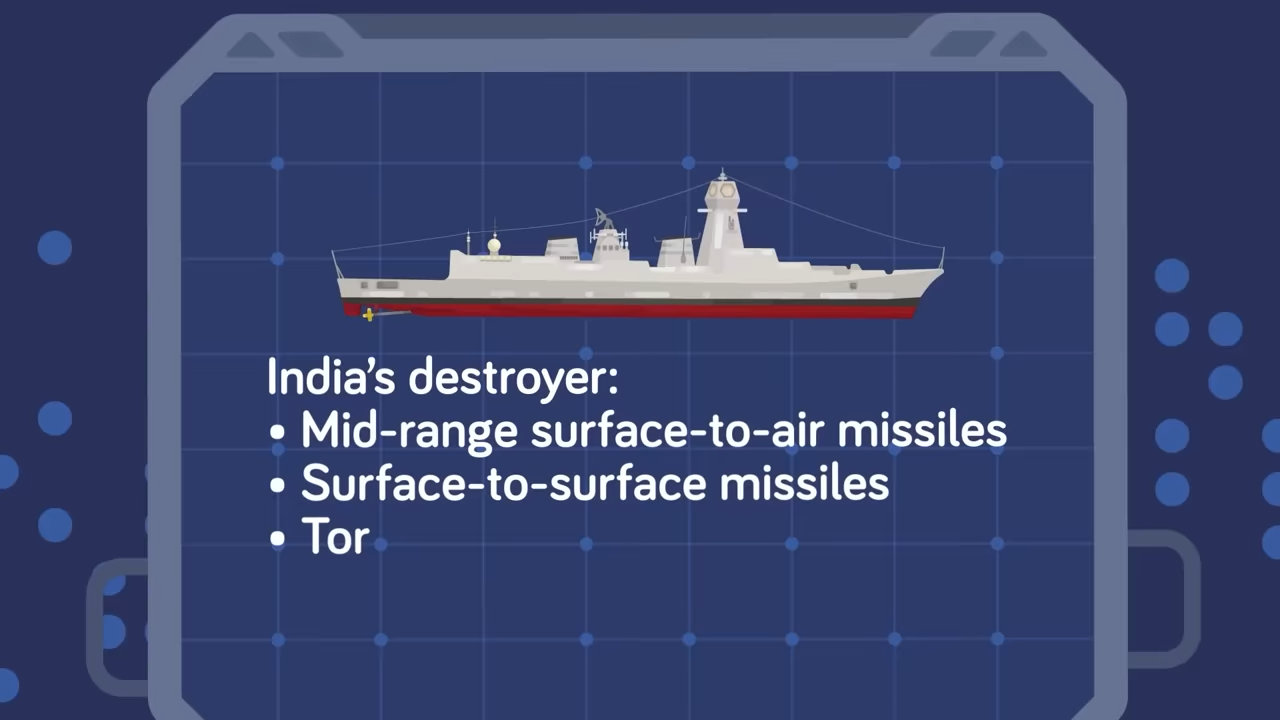 India's destroyer:
• Mid-range surface-to-air missiles
• Surface-to-surface missiles
• Tor